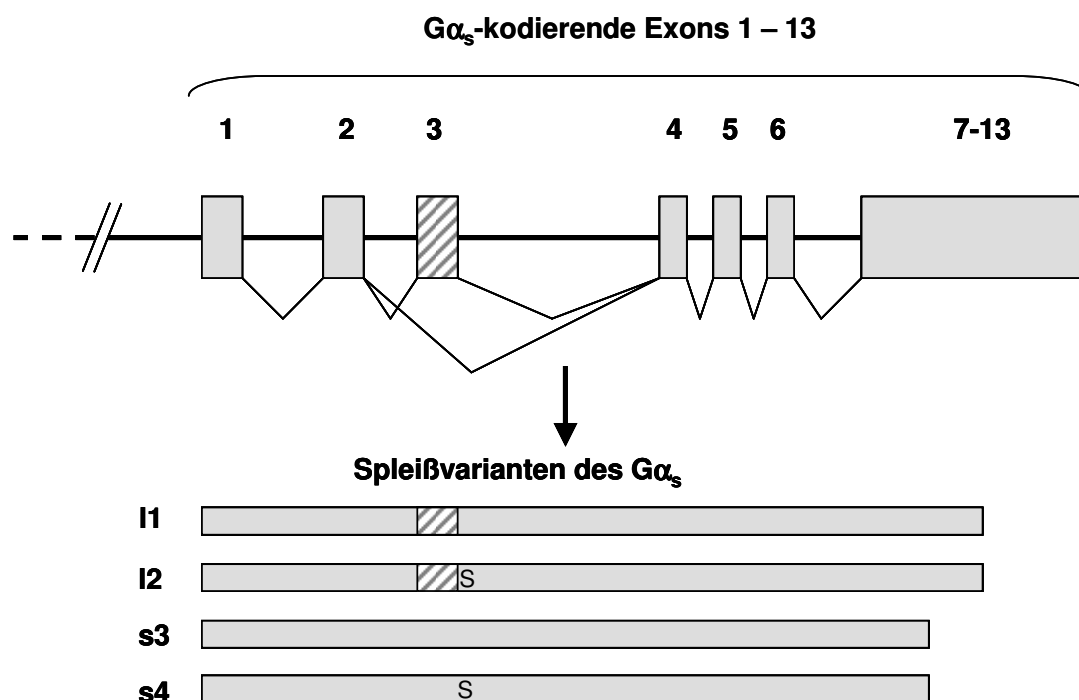 Gαs-kodierende Exons 1 – 13
1 2 3 4 5 6 7-13
Spleißvarianten des Gαs
l1
l2 S
s3
s4 S